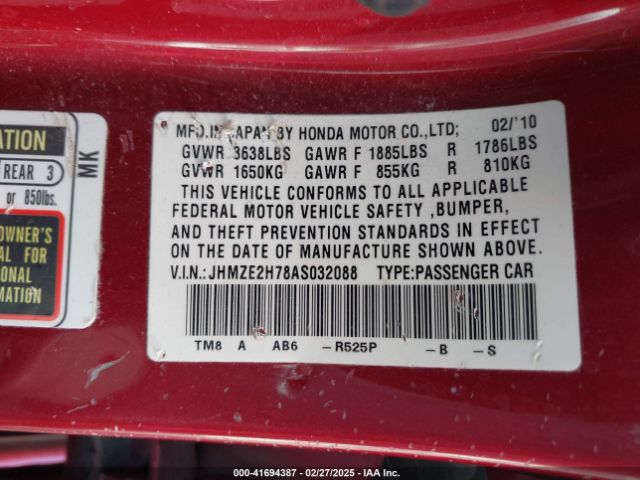 ATION
REAR 3
or 850lbs.
MK
OWNER'S
AL FOR
ONAL
MATION
MFD.IN JAPAN BY HONDA MOTOR CO.,LTD; 02/'10
GVWR 3638LBS GAWR F 1885LBS R 1786LBS
GVWR 1650KG GAWR F 855KG R 810KG
THIS VEHICLE CONFORMS TO ALL APPLICABLE
FEDERAL MOTOR VEHICLE SAFETY ,BUMPER,
AND THEFT PREVENTION STANDARDS IN EFFECT
ON THE DATE OF MANUFACTURE SHOWN ABOVE.
V.I.N.:JHMZE2H78AS032088 TYPE:PASSENGER CAR
TM8 A AB6 -R525P -B -S
000-41694387 - 02/27/2025 - IAA Inc.